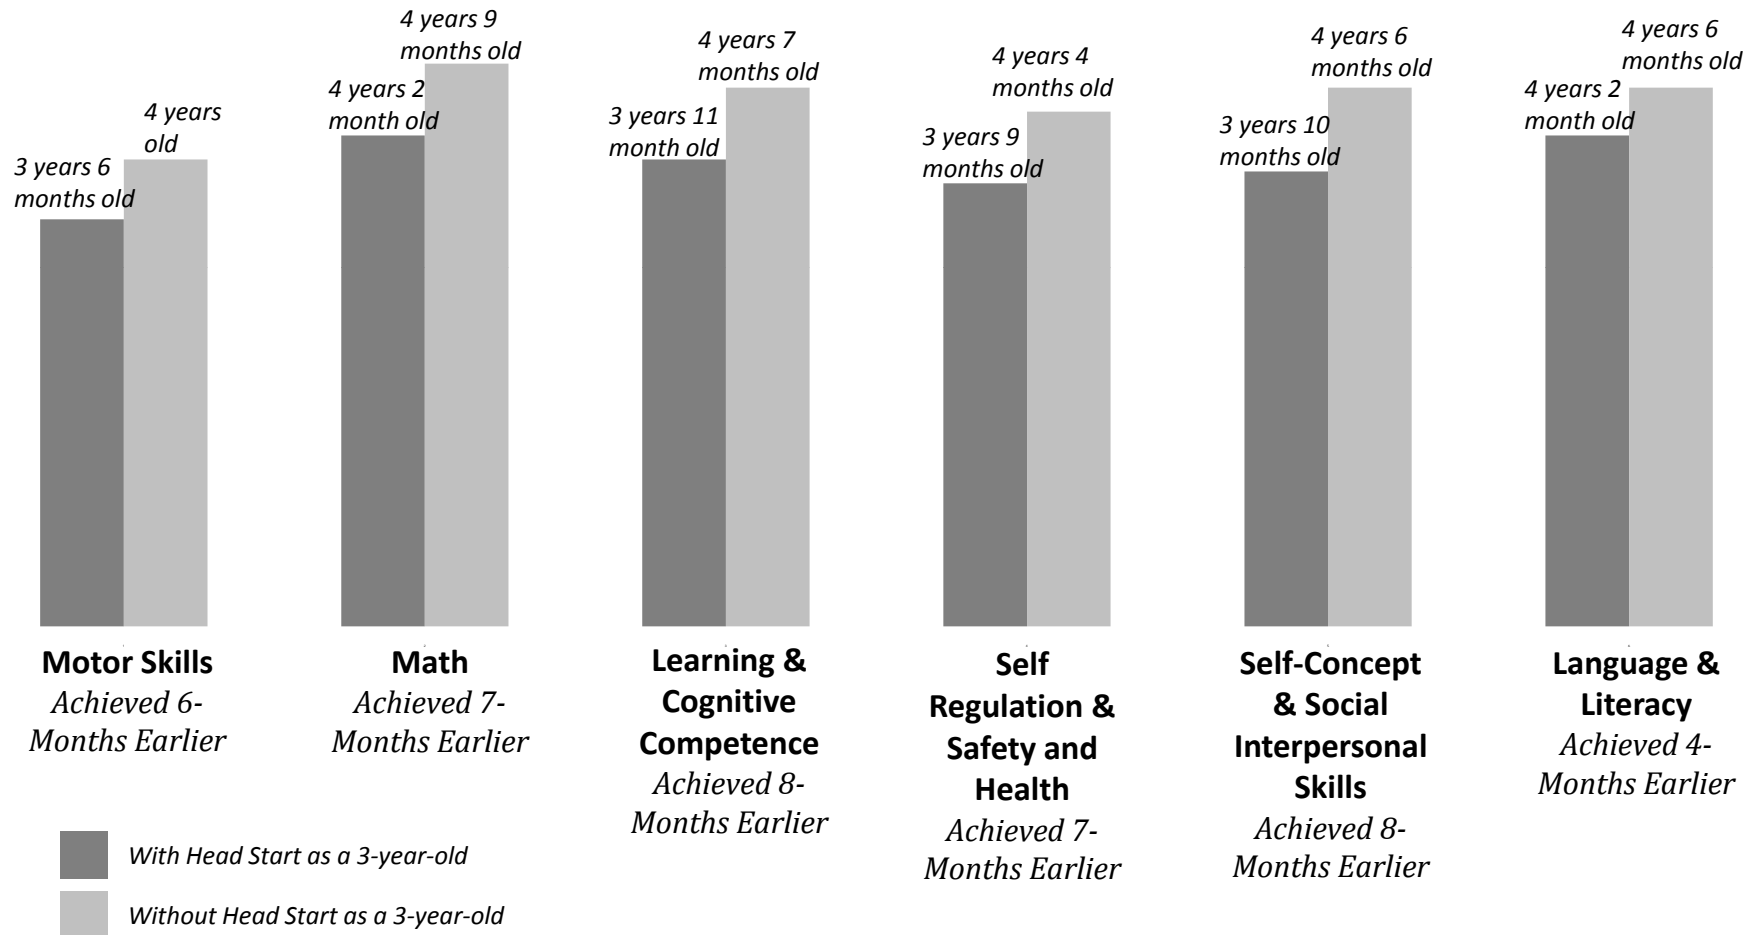 3 years 6
months old
4 years
old
4 years 2
month old
4 years 9
months old
3 years 11
month old
4 years 7
months old
3 years 9
months old
4 years 4
months old
3 years 10
months old
4 years 6
months old
4 years 2
month old
4 years 6
months old
Motor Skills
Achieved 6-
Months Earlier
Math
Achieved 7-
Months Earlier
Learning &
Cognitive
Competence
Achieved 8-
Months Earlier
Self
Regulation &
Safety and
Health
Achieved 7-
Months Earlier
Self-Concept
& Social
Interpersonal
Skills
Achieved 8-
Months Earlier
Language &
Literacy
Achieved 4-
Months Earlier
With Head Start as a 3-year-old
Without Head Start as a 3-year-old